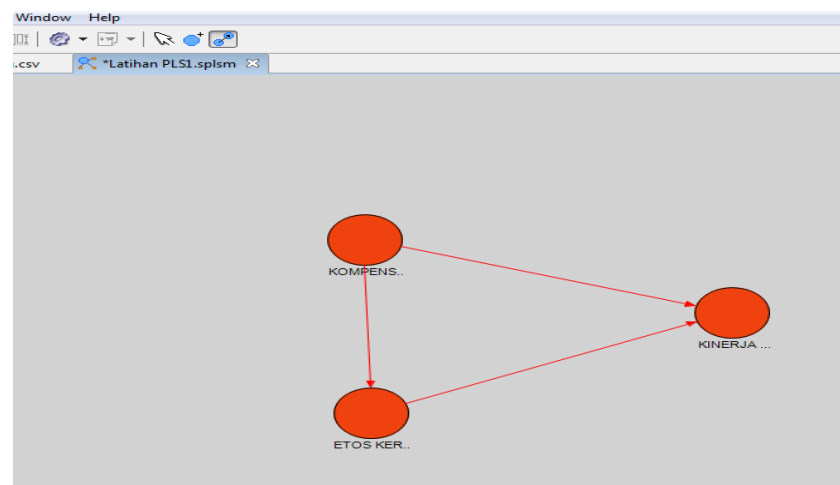 Window Help
.csv *Latihan PLS1.splsm
KOMPENS..
KINERJA ...
ETOS KER..